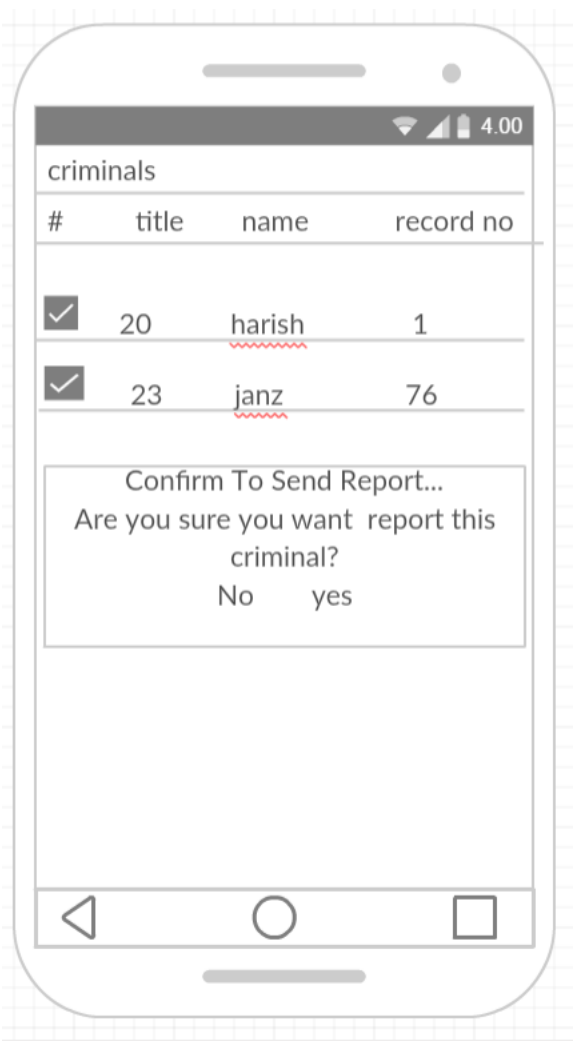 4.00
criminals
# title name record no
20 harish 1
23 janz 76
Confirm To Send Report...
Are you sure you want report this
criminal?
No yes